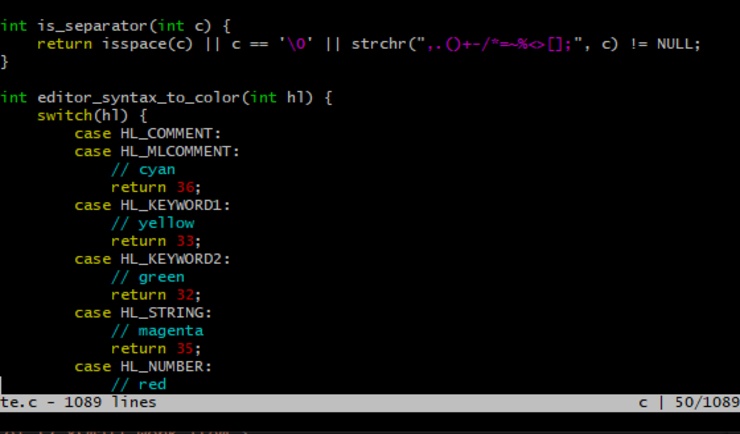 int is_separator(int c) {
    return isspace(c) || c == '\0' || strchr(",.()+-/*=~%<>[];", c) != NULL;
}
int editor_syntax_to_color(int hl) {
    switch(hl) {
        case HL_COMMENT:
        case HL_MLCOMMENT:
            // cyan
            return 36;
        case HL_KEYWORD1:
            // yellow
            return 33;
        case HL_KEYWORD2:
            // green
            return 32;
        case HL_STRING:
            // magenta
            return 35;
        case HL_NUMBER:
            // red
te.c - 1089 lines c | 50/1089